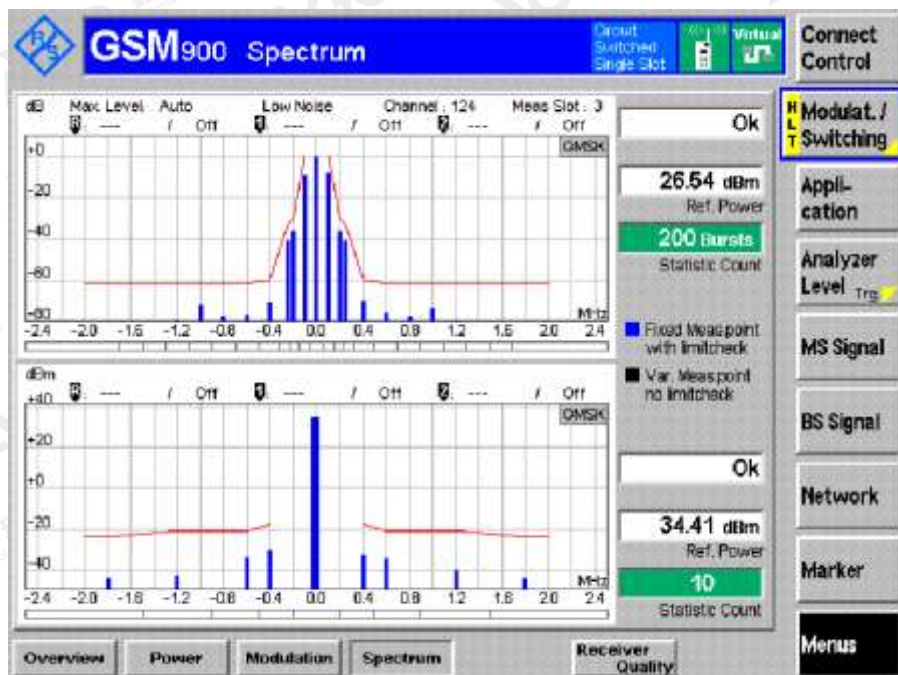 R&S
GSM900 Spectrum
Circuit
Switched
Single Slot
Virtual
Connect
Control
dB Max. Level Auto Low Noise Channel : 124 Meas Slot : 3
--- / Off --- / Off --- / Off
GMSK
+0
-20
-40
-60
-80
MHz
-2.4 -2.0 -1.6 -1.2 -0.8 -0.4 0.0 0.4 0.8 1.2 1.6 2.0 2.4
Ok
26.54 dBm
Ref. Power
200 Bursts
Statistic Count
Fixed Meas point
with limitcheck
Var. Meas point
no limitcheck
dBm
--- / Off --- / Off --- / Off
GMSK
+40
+20
+0
-20
-40
MHz
-2.4 -2.0 -1.6 -1.2 -0.8 -0.4 0.0 0.4 0.8 1.2 1.6 2.0 2.4
Ok
34.41 dBm
Ref. Power
10
Statistic Count
HLT
Modulat. /
Switching
Appli-
cation
Analyzer
Level Trg
MS Signal
BS Signal
Network
Marker
Menus
Overview Power Modulation Spectrum Receiver
Quality